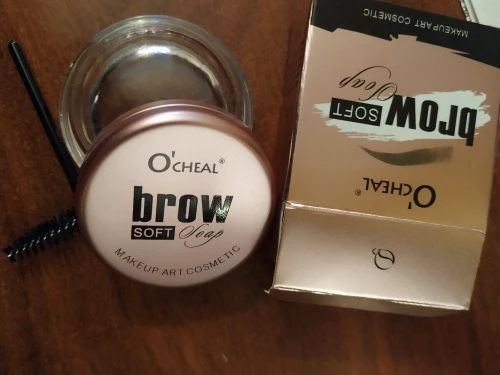 O'CHEAL®
brow
SOFT Soap
MAKEUP ART COSMETIC
MAKEUP ART COSMETIC
brow
SOFT Soap
O'CHEAL®